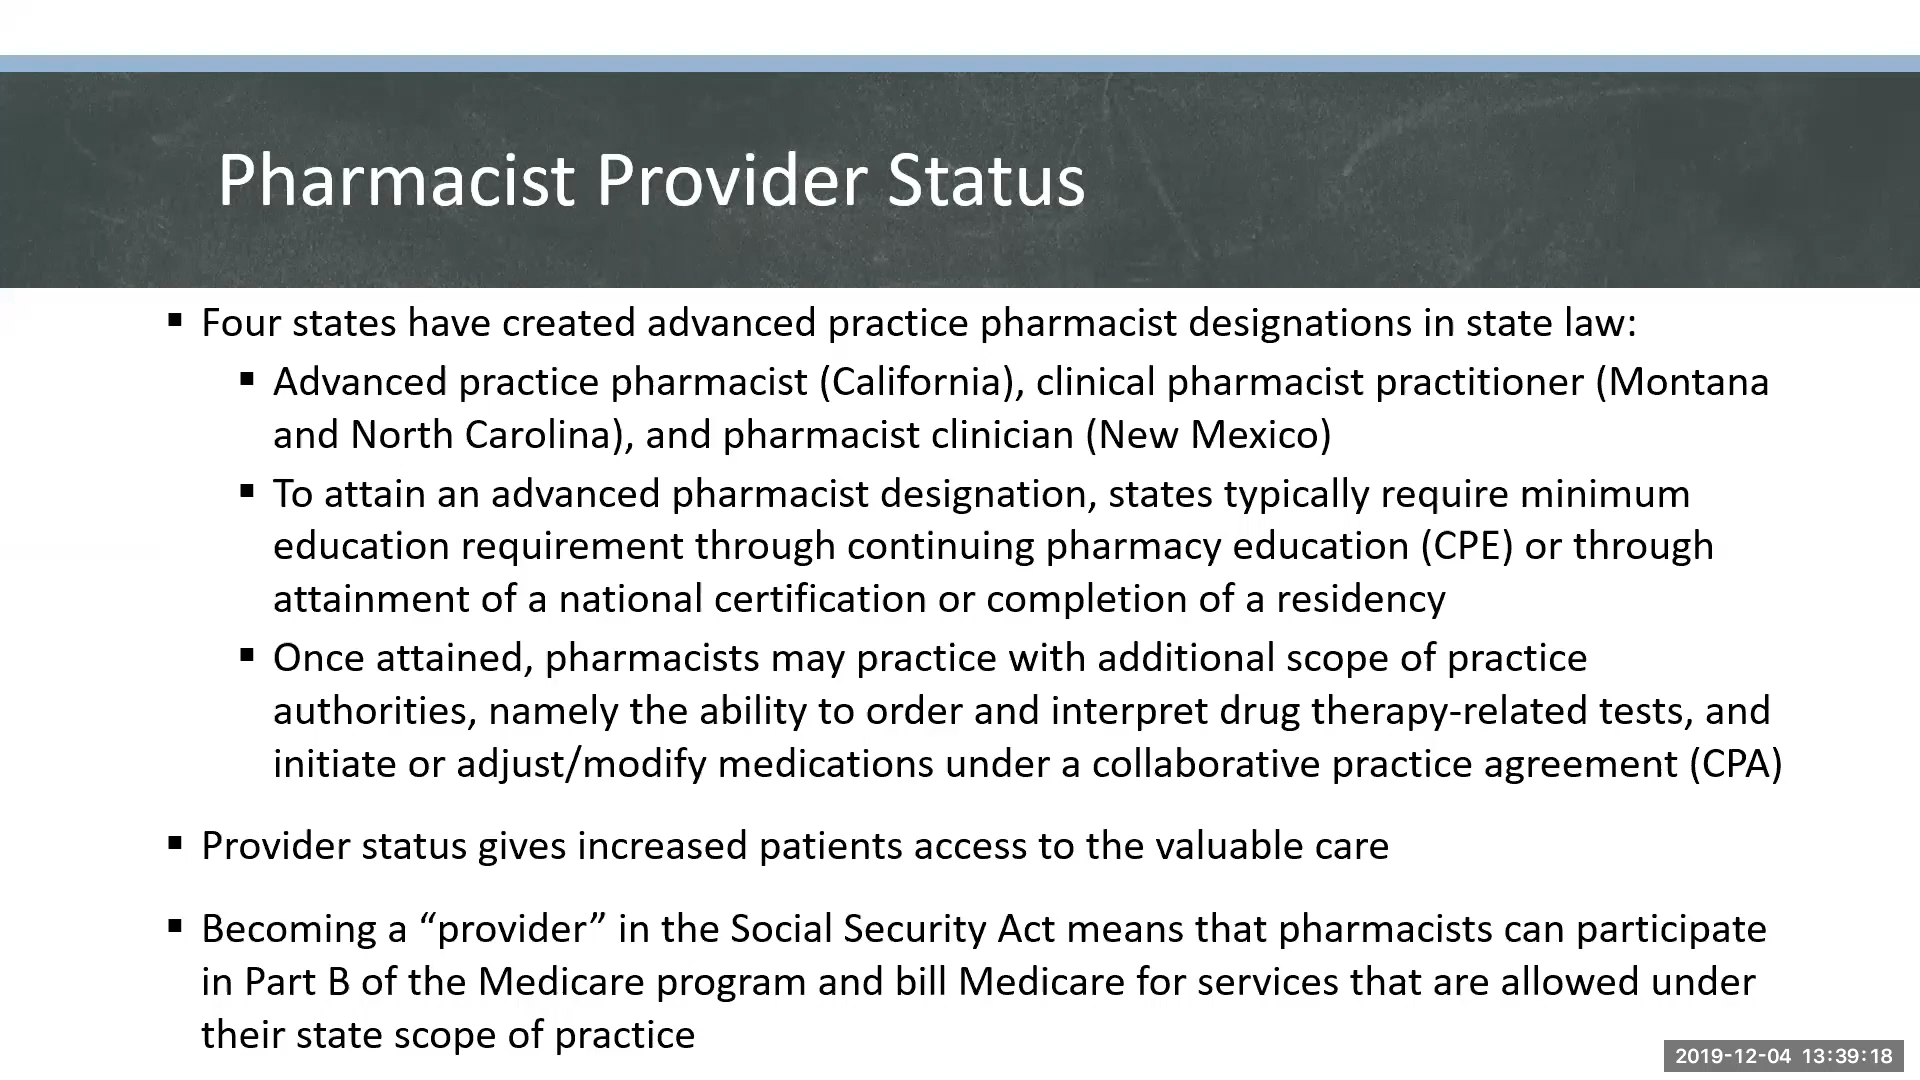 Pharmacist Provider Status
▪ Four states have created advanced practice pharmacist designations in state law:
▪ Advanced practice pharmacist (California), clinical pharmacist practitioner (Montana
and North Carolina), and pharmacist clinician (New Mexico)
▪ To attain an advanced pharmacist designation, states typically require minimum
education requirement through continuing pharmacy education (CPE) or through
attainment of a national certification or completion of a residency
▪ Once attained, pharmacists may practice with additional scope of practice
authorities, namely the ability to order and interpret drug therapy-related tests, and
initiate or adjust/modify medications under a collaborative practice agreement (CPA)
▪ Provider status gives increased patients access to the valuable care
▪ Becoming a “provider” in the Social Security Act means that pharmacists can participate
in Part B of the Medicare program and bill Medicare for services that are allowed under
their state scope of practice
2019-12-04 13:39:18